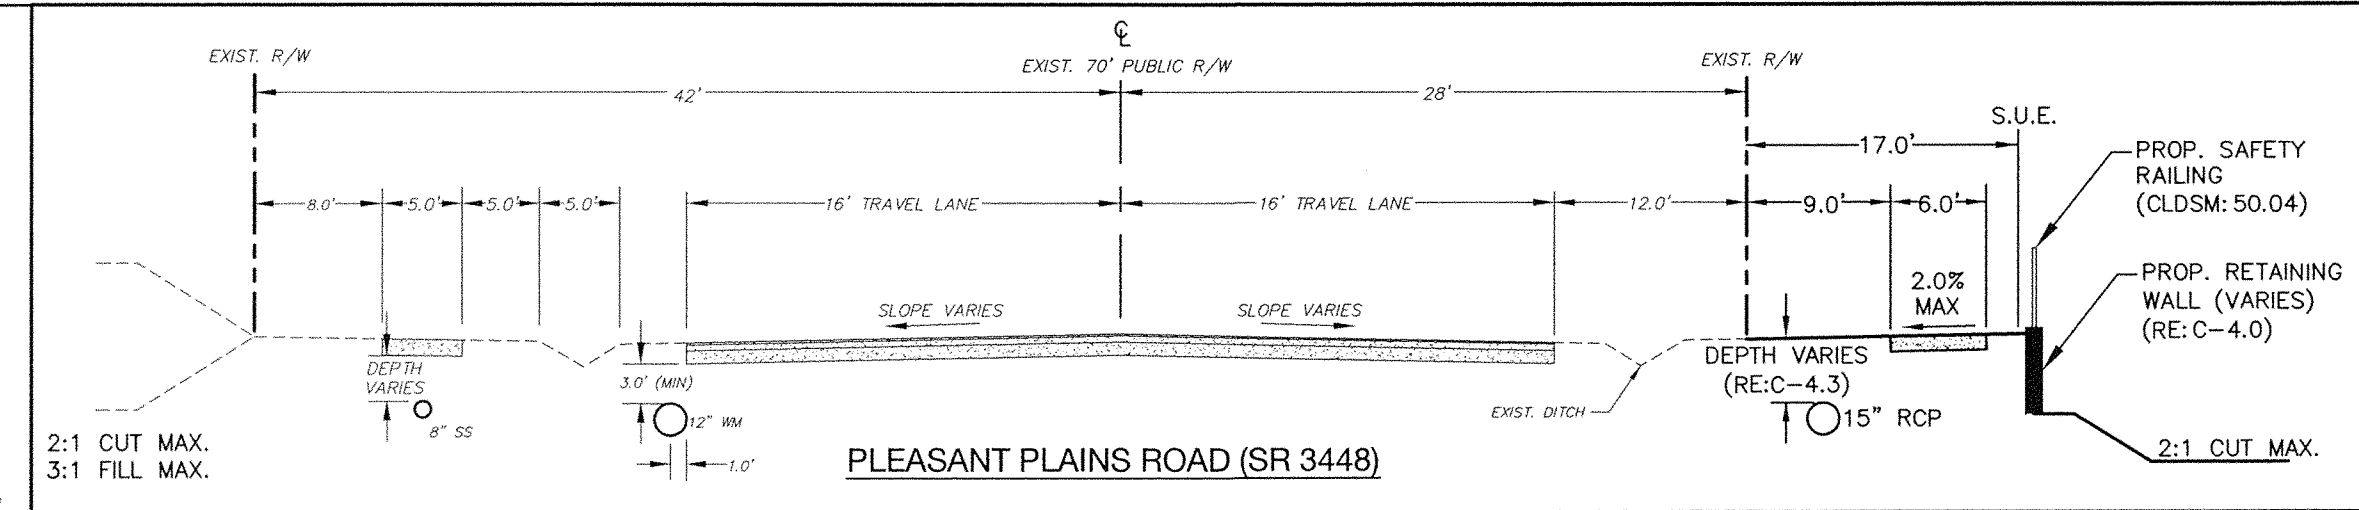 ℄
EXIST. R/W
EXIST. 70' PUBLIC R/W
EXIST. R/W
42'
28'
S.U.E.
17.0'
PROP. SAFETY
RAILING
(CLDSM: 50.04)
8.0'
5.0'
5.0'
5.0'
16' TRAVEL LANE
16' TRAVEL LANE
12.0'
9.0'
6.0'
PROP. RETAINING
WALL (VARIES)
(RE: C-4.0)
2.0%
MAX
SLOPE VARIES
SLOPE VARIES
DEPTH
VARIES
3.0' (MIN)
DEPTH VARIES
(RE:C-4.3)
EXIST. DITCH
8" SS
12" WM
15" RCP
1.0'
2:1 CUT MAX.
3:1 FILL MAX.
PLEASANT PLAINS ROAD (SR 3448)
2:1 CUT MAX.